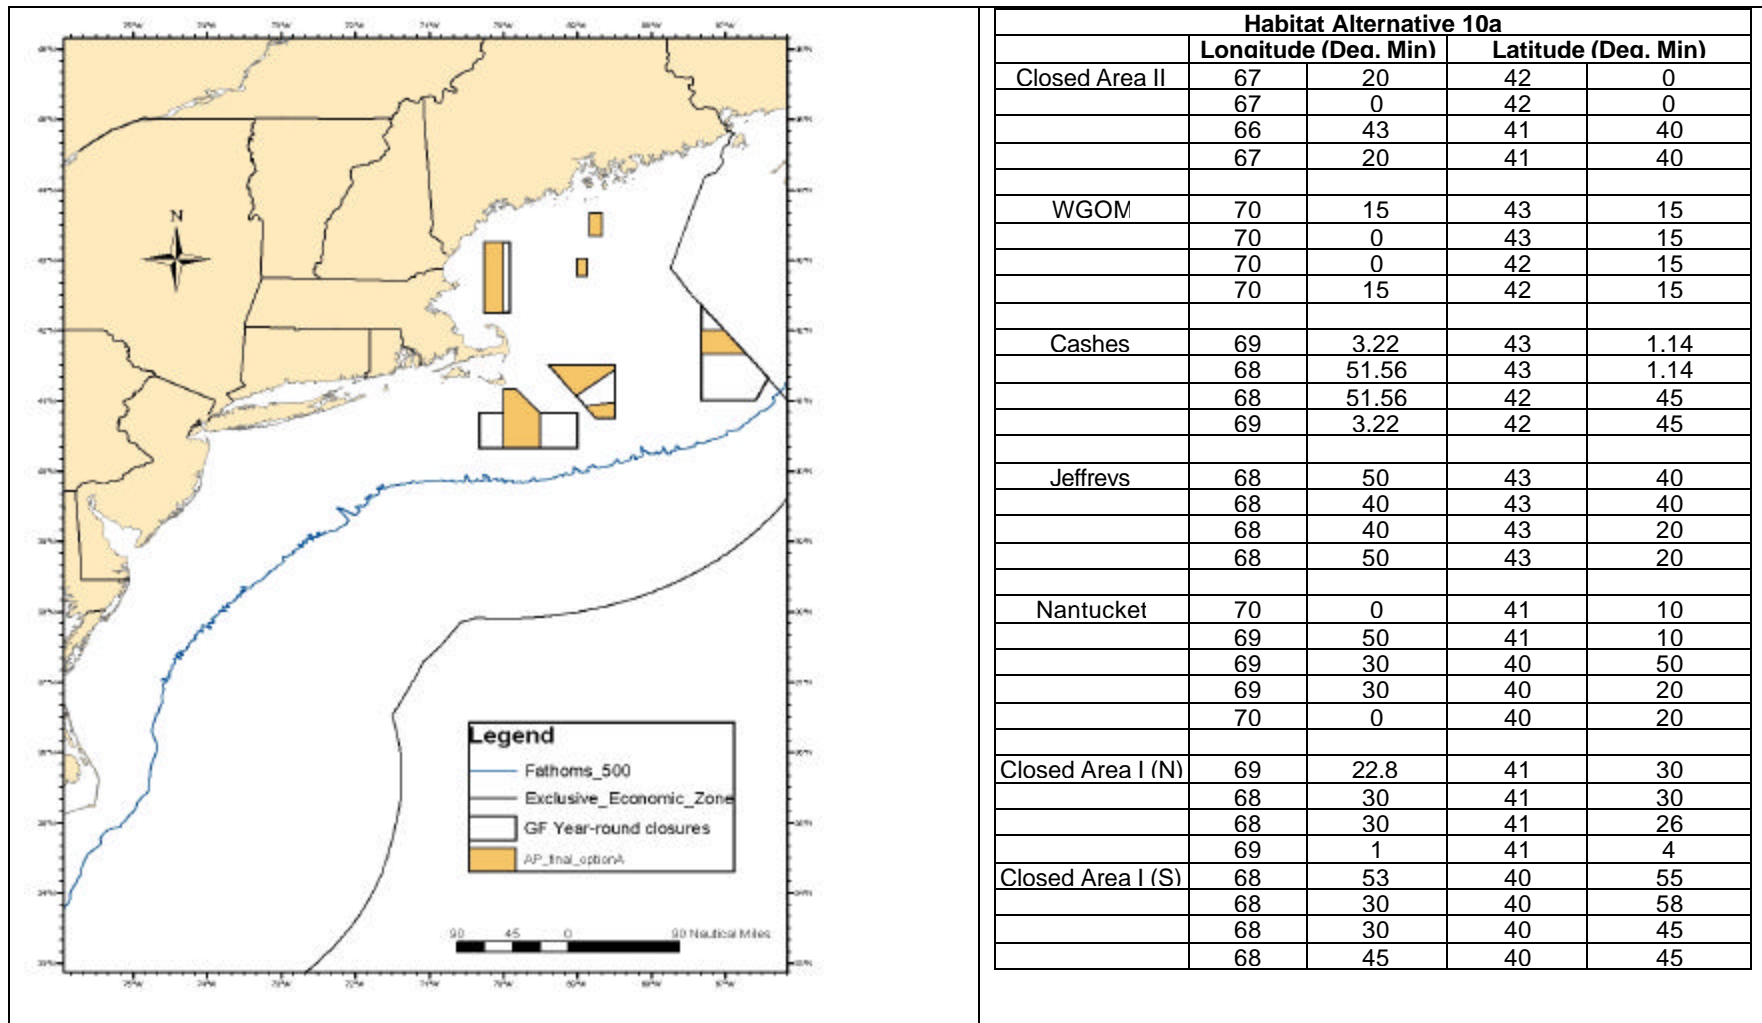 N
Legend
Fathoms_500
Exclusive_Economic_Zone
GF Year-round closures
AP_final_optionA
90 45 0 90 Nautical Miles
Habitat Alternative 10a
Longitude (Deg. Min) Latitude (Deg. Min)
Closed Area II 67 20 42 0
67 0 42 0
66 43 41 40
67 20 41 40
WGOM 70 15 43 15
70 0 43 15
70 0 42 15
70 15 42 15
Cashes 69 3.22 43 1.14
68 51.56 43 1.14
68 51.56 42 45
69 3.22 42 45
Jeffreys 68 50 43 40
68 40 43 40
68 40 43 20
68 50 43 20
Nantucket 70 0 41 10
69 50 41 10
69 30 40 50
69 30 40 20
70 0 40 20
Closed Area I (N) 69 22.8 41 30
68 30 41 30
68 30 41 26
69 1 41 4
Closed Area I (S) 68 53 40 55
68 30 40 58
68 30 40 45
68 45 40 45